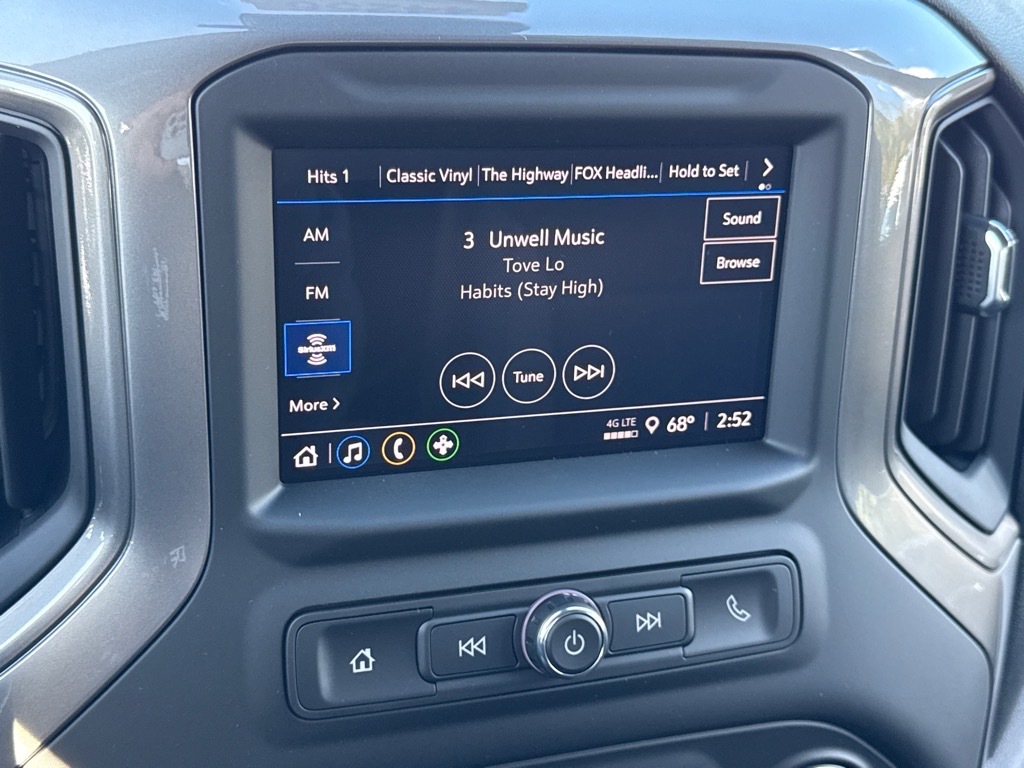 Hits 1 Classic Vinyl The Highway FOX Headli... Hold to Set
AM
3 Unwell Music
Sound
Tove Lo
Browse
FM
Habits (Stay High)
SiriusXM
Tune
More
4G LTE 68° 2:52